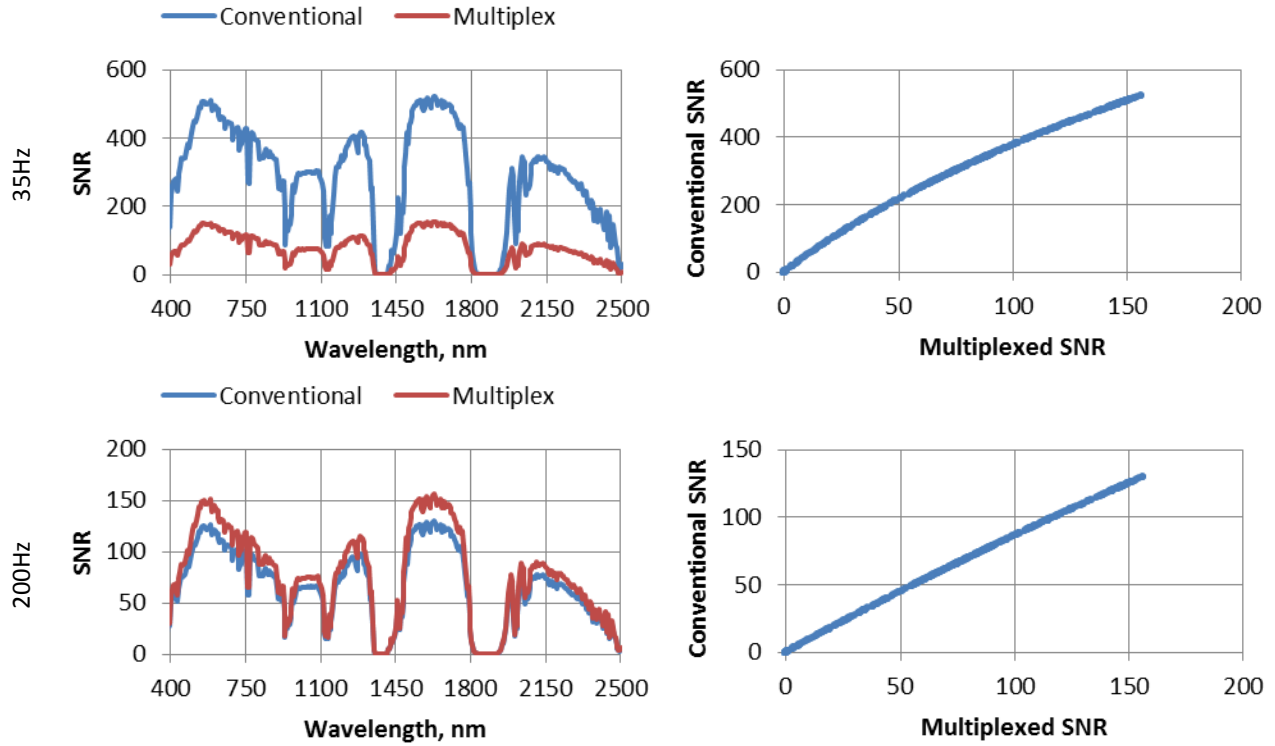 Conventional Multiplex
35Hz
SNR
600
400
200
0
400 750 1100 1450 1800 2150 2500
Wavelength, nm
Conventional SNR
600
400
200
0
0 50 100 150 200
Multiplexed SNR
Conventional Multiplex
200Hz
SNR
200
150
100
50
0
400 750 1100 1450 1800 2150 2500
Wavelength, nm
Conventional SNR
150
100
50
0
0 50 100 150 200
Multiplexed SNR